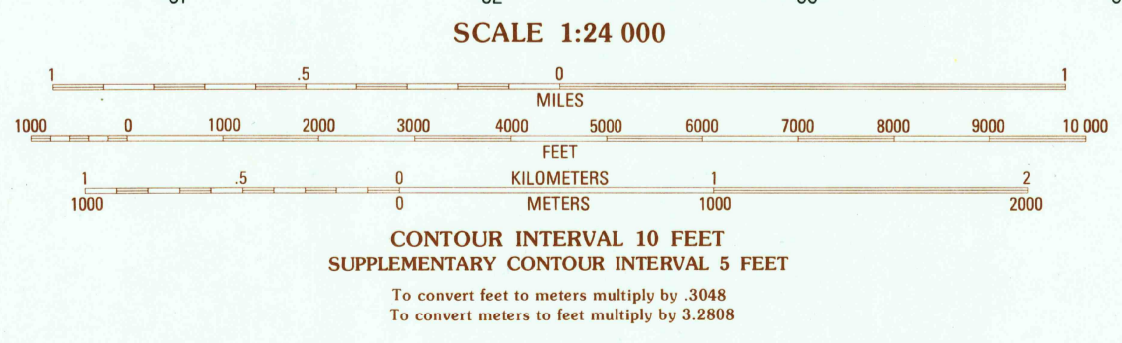 SCALE 1:24 000
1 .5 0 1
MILES
1000 0 1000 2000 3000 4000 5000 6000 7000 8000 9000 10 000
FEET
1 .5 0 KILOMETERS 1 2
1000 0 METERS 1000 2000
CONTOUR INTERVAL 10 FEET
SUPPLEMENTARY CONTOUR INTERVAL 5 FEET
To convert feet to meters multiply by .3048
To convert meters to feet multiply by 3.2808